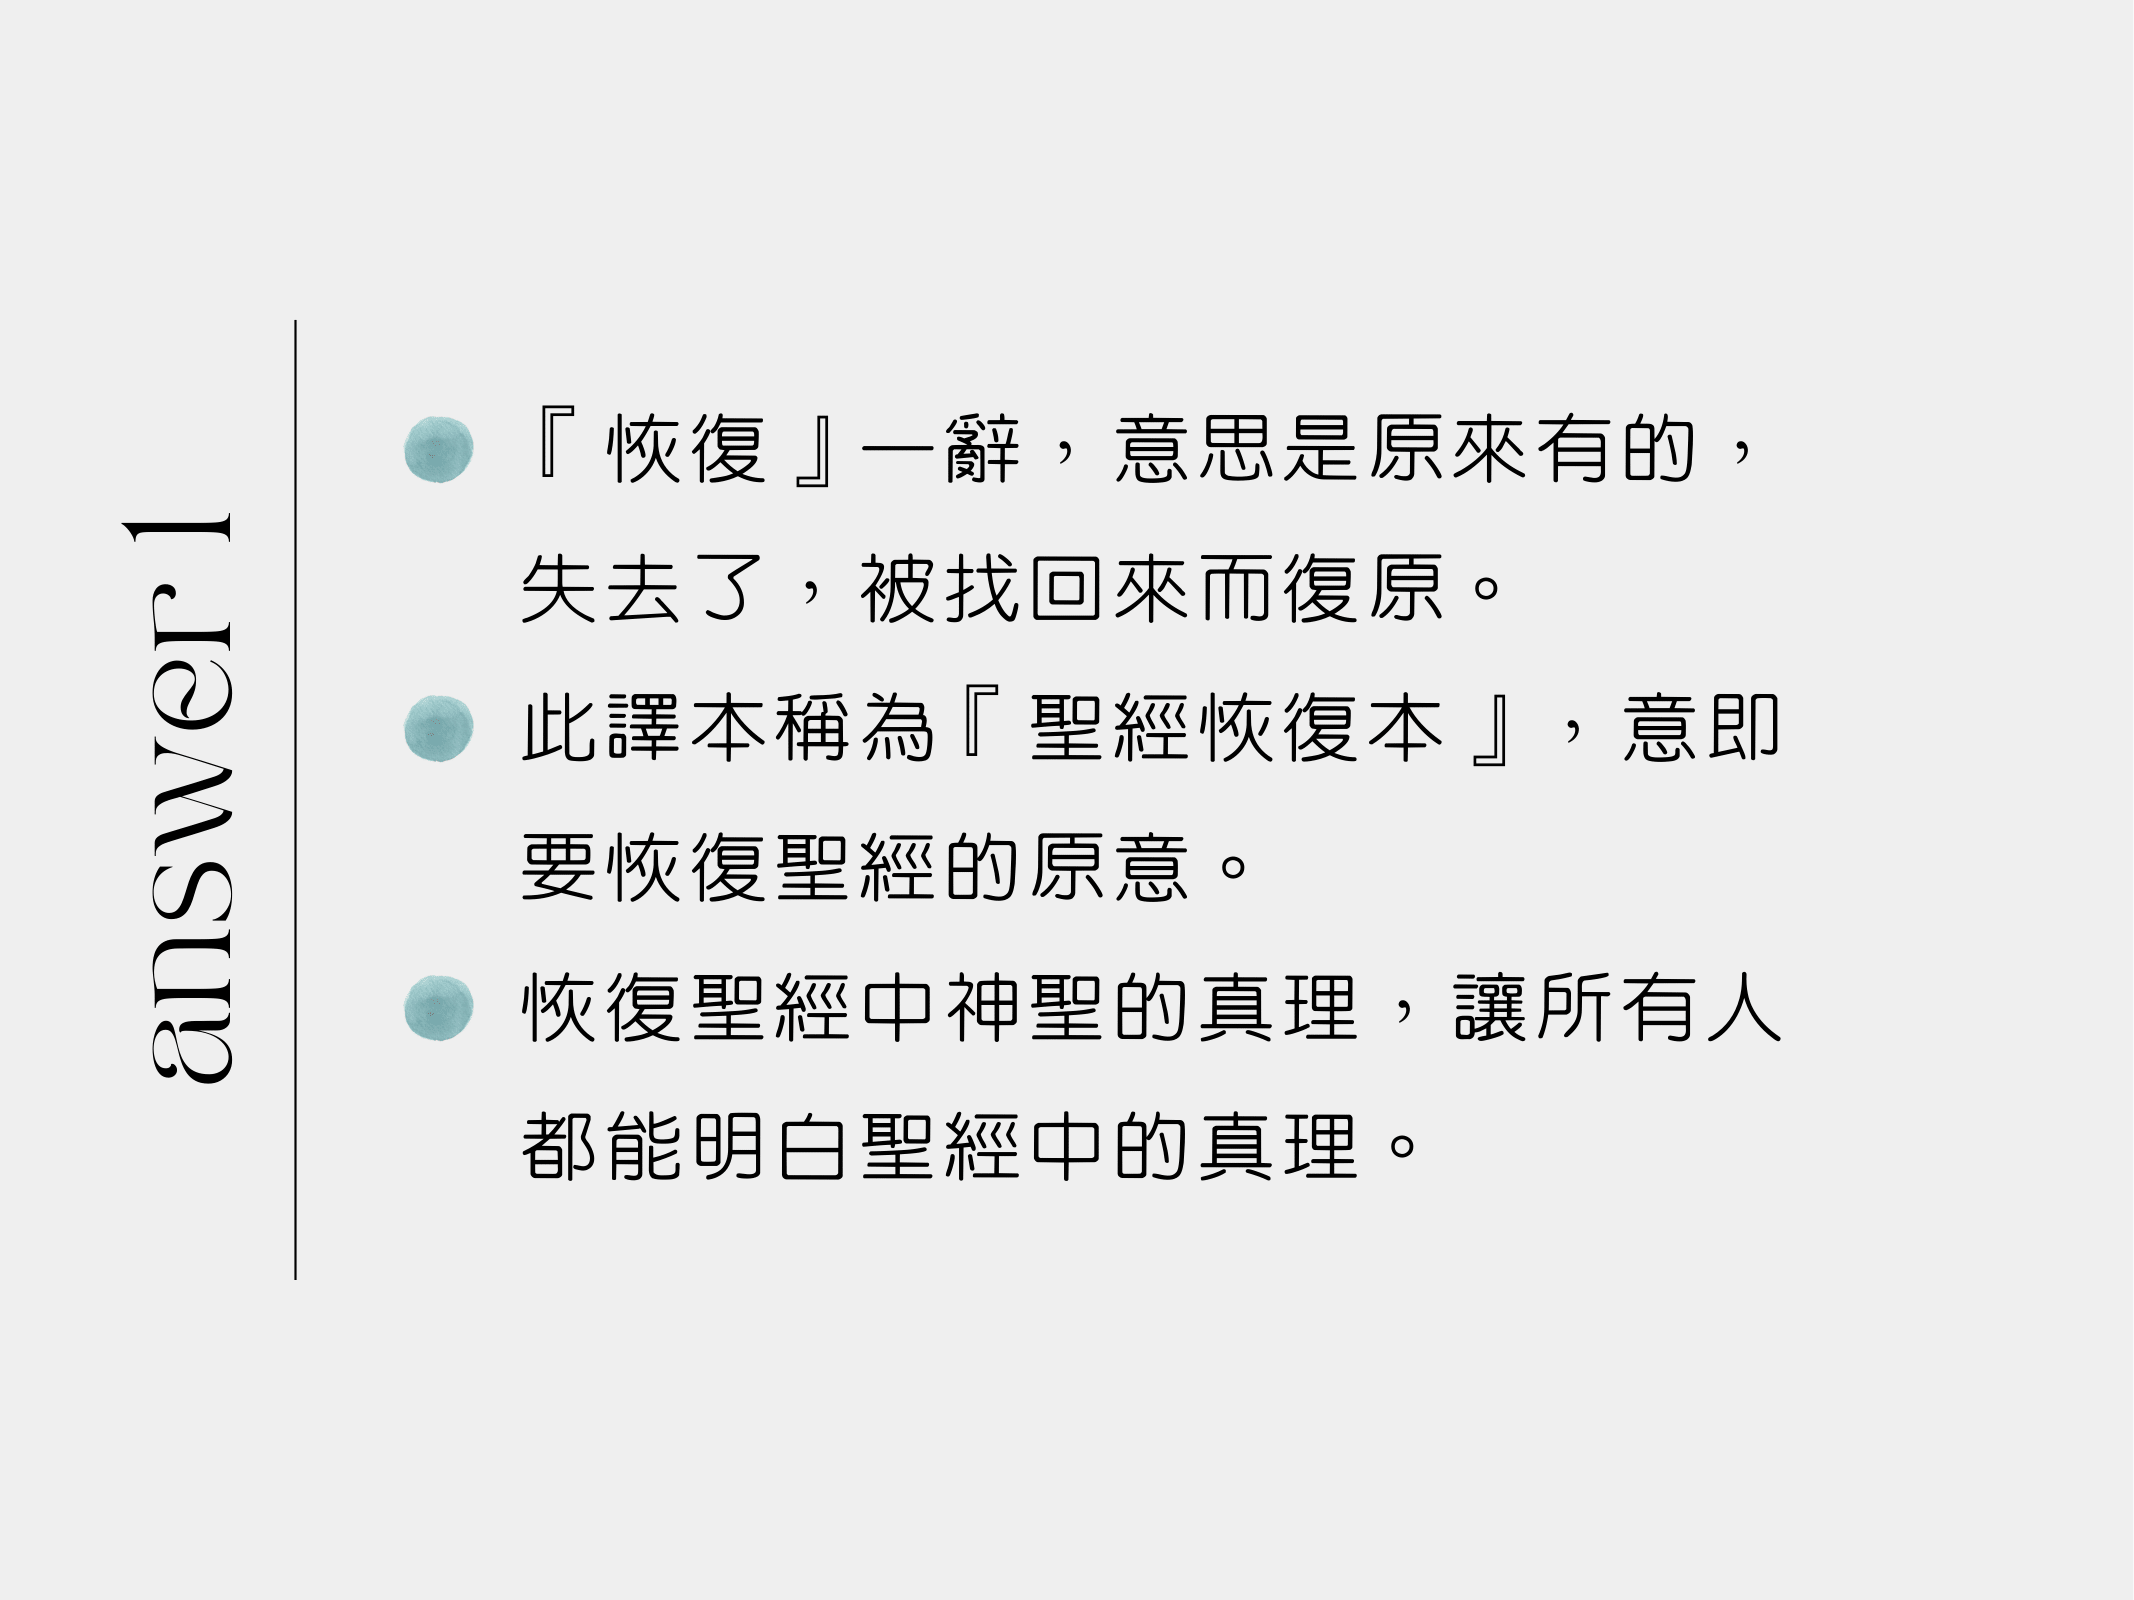 answer 1
『恢復』一辭，意思是原來有的，
失去了，被找回來而復原。
此譯本稱為『聖經恢復本』，意即
要恢復聖經的原意。
恢復聖經中神聖的真理，讓所有人
都能明白聖經中的真理。